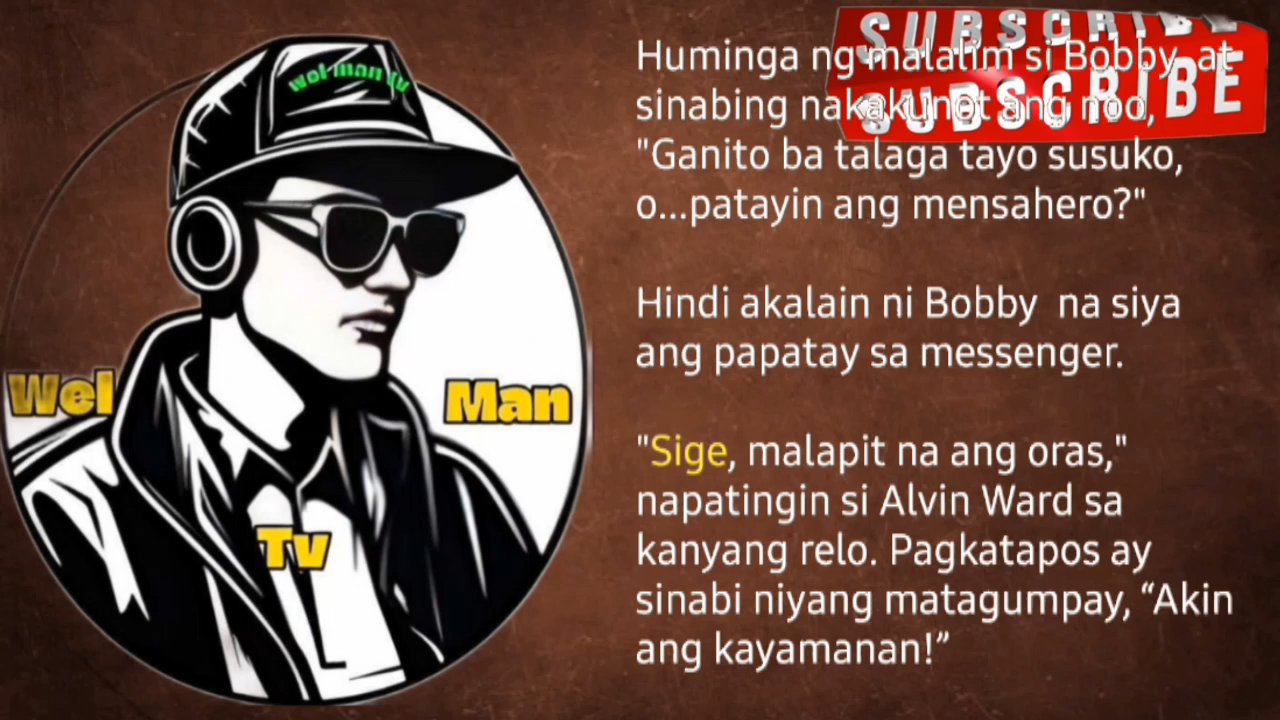 wel man tv
Wel
Man
Tv
SUBSCRIBE
SUBSCRIBE
Huminga ng malalim si Bobby, at
sinabing nakakunot ang noo,
"Ganito ba talaga tayo susuko,
o...patayin ang mensahero?"
Hindi akalain ni Bobby na siya
ang papatay sa messenger.
"Sige, malapit na ang oras,"
napatingin si Alvin Ward sa
kanyang relo. Pagkatapos ay
sinabi niyang matagumpay, “Akin
ang kayamanan!”